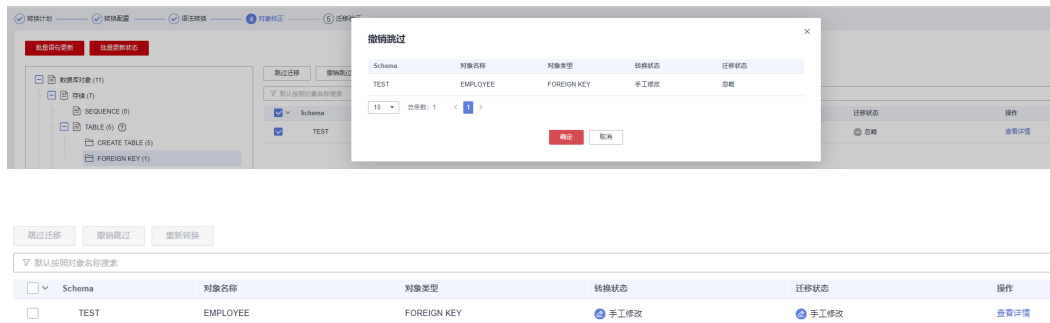 转换计划 转换配置 语法转换 4 对象校正 5 迁移
批量语句更新 批量更新状态
数据库对象 (11)
存储 (7)
SEQUENCE (0)
TABLE (5)
CREATE TABLE (5)
FOREIGN KEY (1)
跳过迁移 撤销跳过
默认按照对象名称搜索
Schema
TEST
撤销跳过
Schema 对象名称 对象类型 转换状态 迁移状态
TEST EMPLOYEE FOREIGN KEY 手工修改 忽略
10 总条数: 1 < 1 >
确定 取消
迁移状态 操作
忽略 查看详情
跳过迁移 撤销跳过 重新转换
默认按照对象名称搜索
Schema 对象名称 对象类型 转换状态 迁移状态 操作
TEST EMPLOYEE FOREIGN KEY 手工修改 手工修改 查看详情